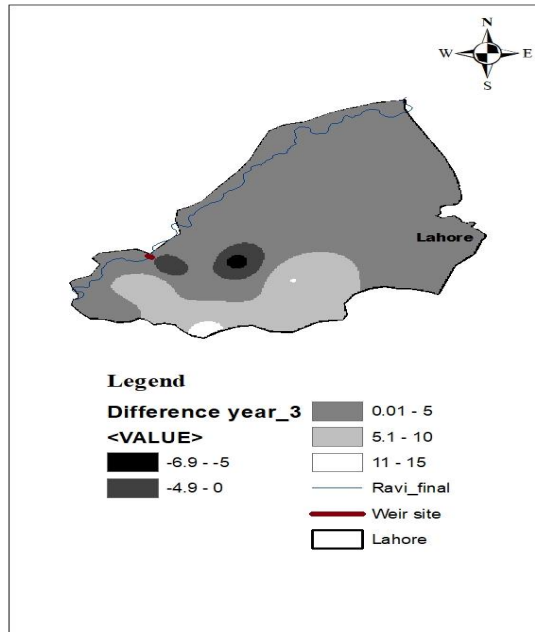 N
W E
S
Lahore
Legend
Difference year_3
<VALUE>
-6.9 - -5
-4.9 - 0
0.01 - 5
5.1 - 10
11 - 15
Ravi_final
Weir site
Lahore